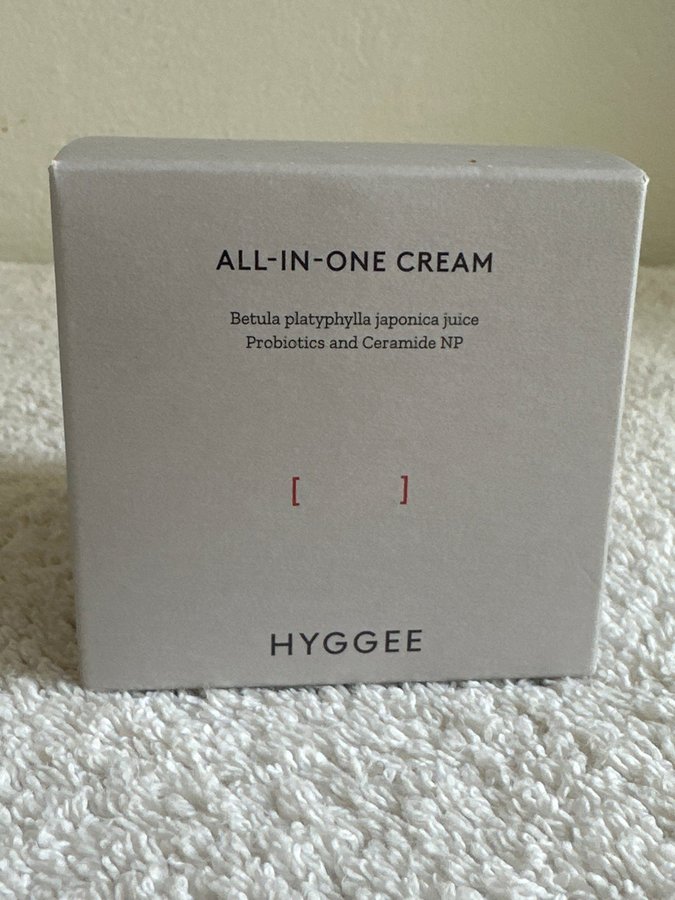 ALL-IN-ONE CREAM
Betula platyphylla japonica juice
Probiotics and Ceramide NP
[ ]
HYGGEE